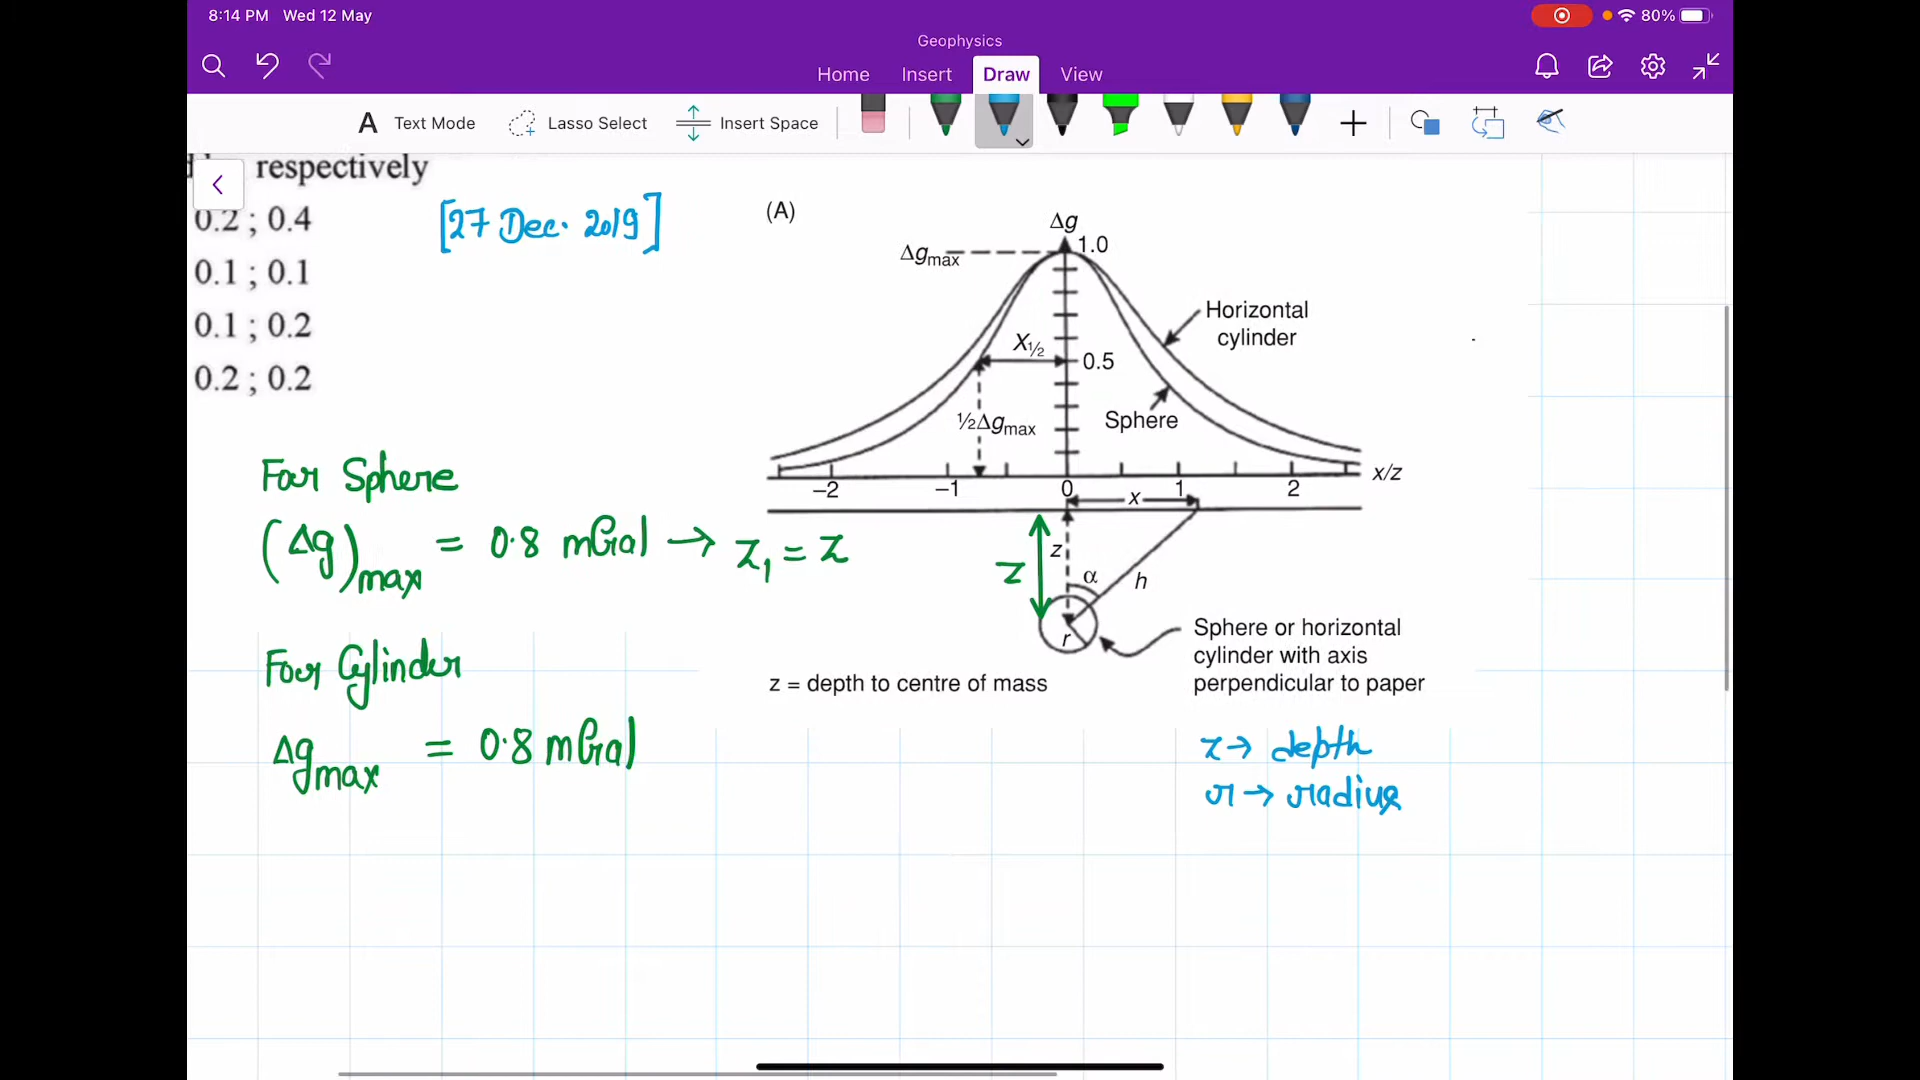 8:14 PM Wed 12 May
80%
Geophysics
Home Insert Draw View
A Text Mode Lasso Select Insert Space
respectively
0.2 ; 0.4
0.1 ; 0.1
0.1 ; 0.2
0.2 ; 0.2
[27 Dec. 2019]
(A)
Δg
Δgmax
1.0
Horizontal
cylinder
X½
0.5
½Δgmax
Sphere
x/z
–2 –1 0 1 2
x
z
z
α
h
r
Sphere or horizontal
cylinder with axis
perpendicular to paper
z = depth to centre of mass
For Sphere
(Δg)max = 0.8 mGal → z₁ = z
For Cylinder
Δgmax = 0.8 mGal
z → depth
r → radius